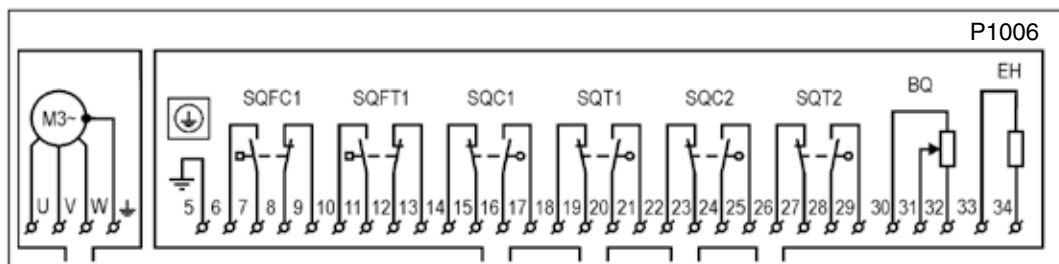 P1006
SQFC1 SQFT1 SQC1 SQT1 SQC2 SQT2 BQ EH
M3~
U V W 5 6 7 8 9 10 11 12 13 14 15 16 17 18 19 20 21 22 23 24 25 26 27 28 29 30 31 32 33 34